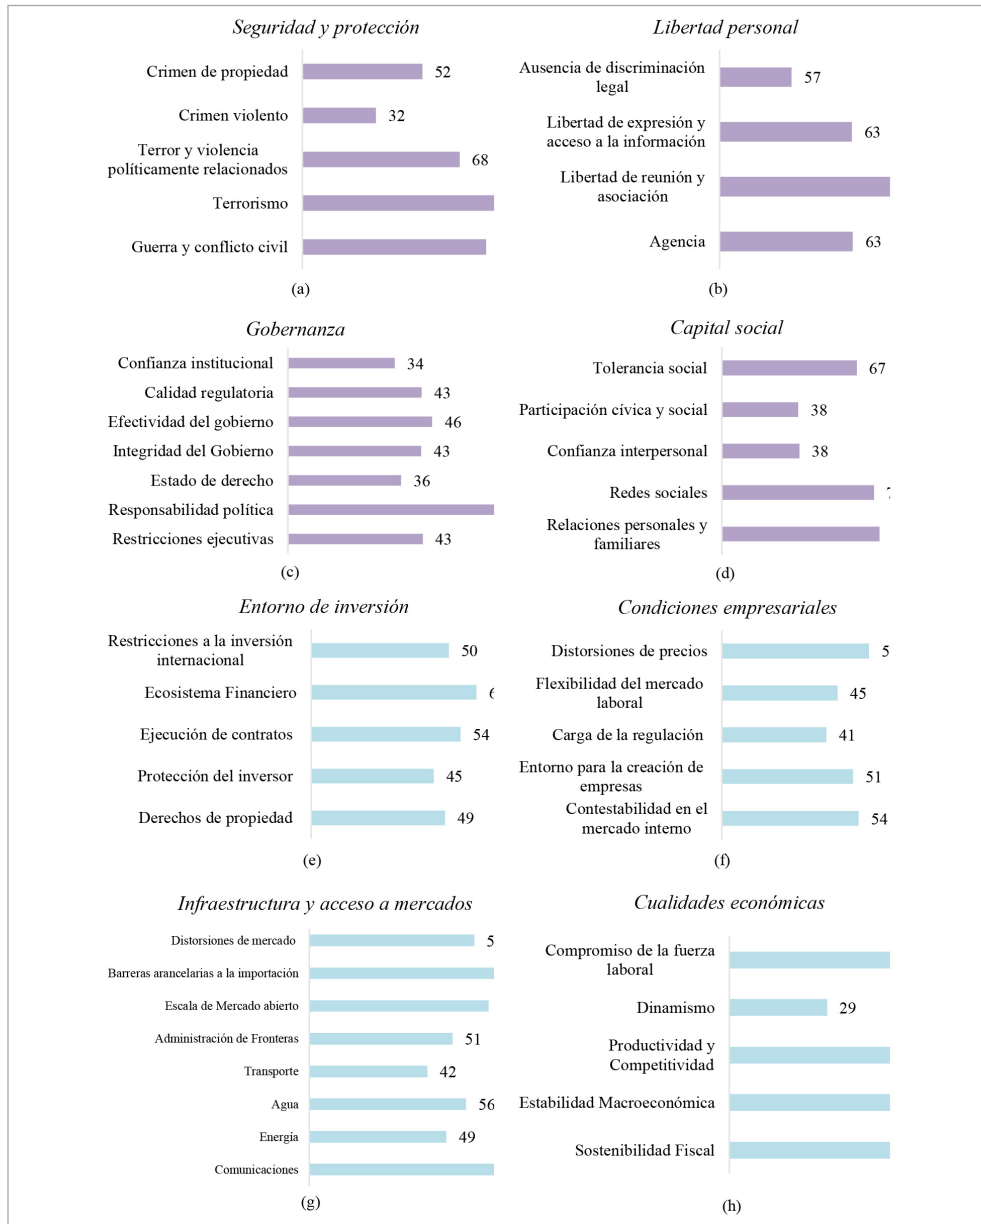 Seguridad y protección
Crimen de propiedad 52
Crimen violento 32
Terror y violencia
políticamente relacionados 68
Terrorismo
Guerra y conflicto civil
(a)
Libertad personal
Ausencia de discriminación
legal 57
Libertad de expresión y
acceso a la información 63
Libertad de reunión y
asociación
Agencia 63
(b)
Gobernanza
Confianza institucional 34
Calidad regulatoria 43
Efectividad del gobierno 46
Integridad del Gobierno 43
Estado de derecho 36
Responsabilidad política
Restricciones ejecutivas 43
(c)
Capital social
Tolerancia social 67
Participación cívica y social 38
Confianza interpersonal 38
Redes sociales
Relaciones personales y
familiares
(d)
Entorno de inversión
Restricciones a la inversión
internacional 50
Ecosistema Financiero
Ejecución de contratos 54
Protección del inversor 45
Derechos de propiedad 49
(e)
Condiciones empresariales
Distorsiones de precios 5
Flexibilidad del mercado
laboral 45
Carga de la regulación 41
Entorno para la creación de
empresas 51
Contestabilidad en el
mercado interno 54
(f)
Infraestructura y acceso a mercados
Distorsiones de mercado 5
Barreras arancelarias a la importación
Escala de Mercado abierto
Administración de Fronteras 51
Transporte 42
Agua 56
Energía 49
Comunicaciones
(g)
Cualidades económicas
Compromiso de la fuerza
laboral
Dinamismo 29
Productividad y
Competitividad
Estabilidad Macroeconómica
Sostenibilidad Fiscal
(h)